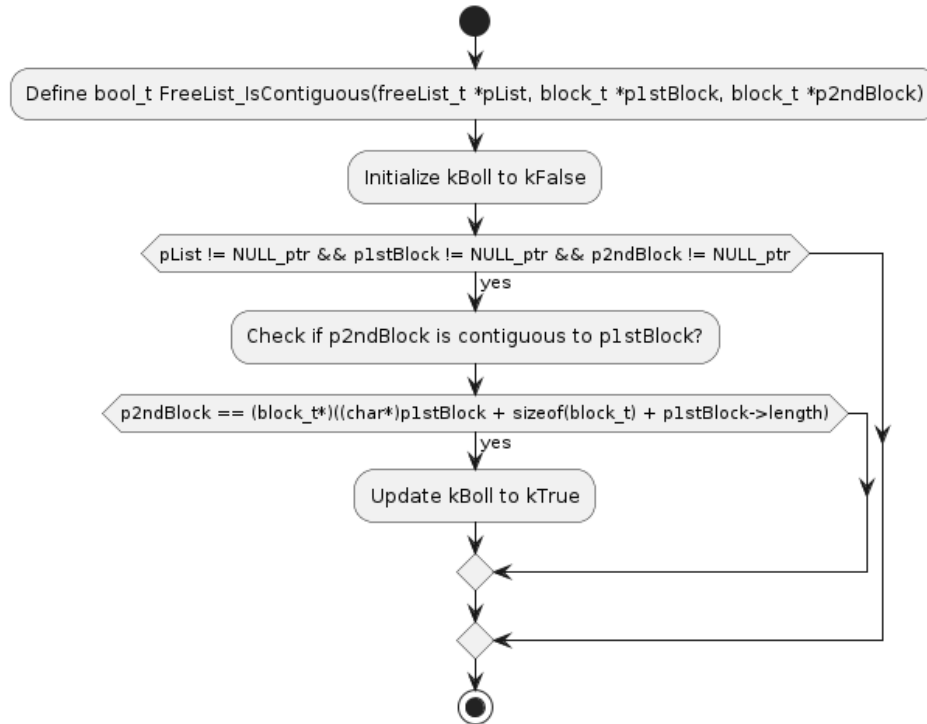 Define bool_t FreeList_IsContiguous(freeList_t *pList, block_t *p1stBlock, block_t *p2ndBlock)
Initialize kBoll to kFalse
pList != NULL_ptr && p1stBlock != NULL_ptr && p2ndBlock != NULL_ptr
yes
Check if p2ndBlock is contiguous to p1stBlock?
p2ndBlock == (block_t*)((char*)p1stBlock + sizeof(block_t) + p1stBlock->length)
yes
Update kBoll to kTrue